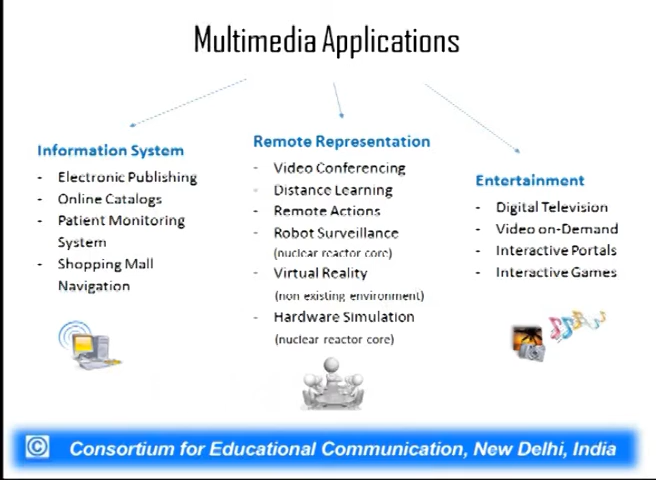 Multimedia Applications
Information System
- Electronic Publishing
- Online Catalogs
- Patient Monitoring
System
- Shopping Mall
Navigation
Remote Representation
- Video Conferencing
- Distance Learning
- Remote Actions
- Robot Surveillance
(nuclear reactor core)
- Virtual Reality
(non existing environment)
- Hardware Simulation
(nuclear reactor core)
Entertainment
- Digital Television
- Video on-Demand
- Interactive Portals
- Interactive Games
© Consortium for Educational Communication, New Delhi, India